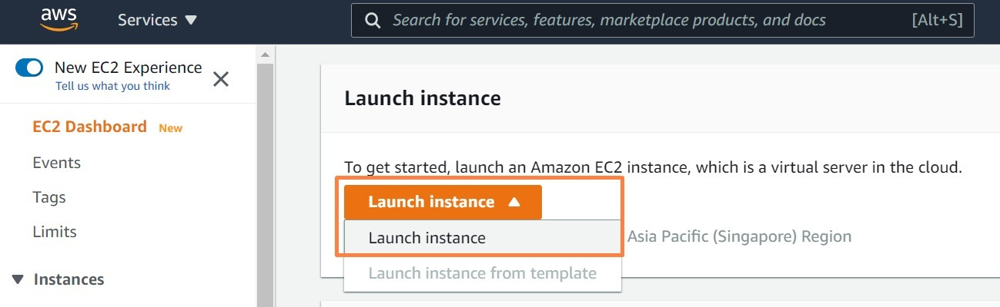 aws
Services
Search for services, features, marketplace products, and docs [Alt+S]
New EC2 Experience
Tell us what you think
EC2 Dashboard New
Events
Tags
Limits
Instances
Launch instance
To get started, launch an Amazon EC2 instance, which is a virtual server in the cloud.
Launch instance
Launch instance
Asia Pacific (Singapore) Region
Launch instance from template